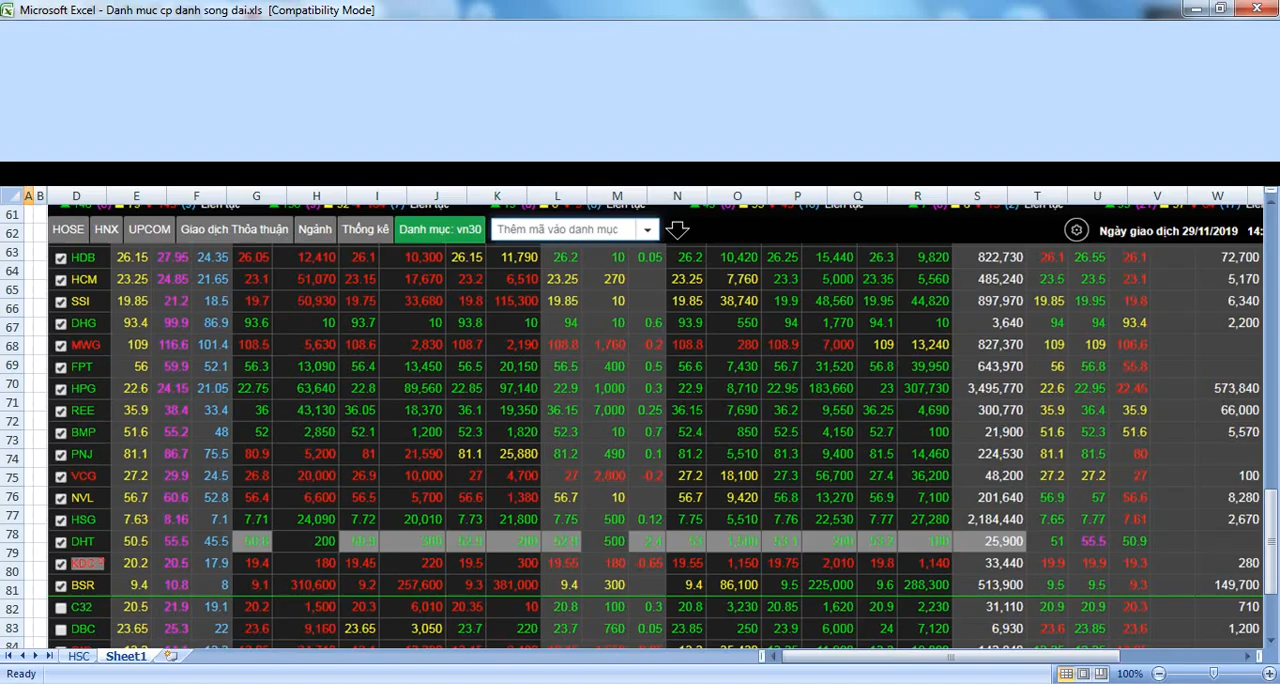 Microsoft Excel - Danh muc cp danh song dai.xls [Compatibility Mode]
A B D E F G H I J K L M N O P Q R S T U V W
61
62 HOSE HNX UPCOM Giao dịch Thỏa thuận Ngành Thống kê Danh mục: vn30 Thêm mã vào danh mục Ngày giao dịch 29/11/2019 14:
63 HDB 26.15 27.95 24.35 26.05 12,410 26.1 10,300 26.15 11,790 26.2 10 0.05 26.2 10,420 26.25 15,440 26.3 9,820 822,730 26.1 26.55 26.1 72,700
64 HCM 23.25 24.85 21.65 23.1 51,070 23.15 17,670 23.2 6,510 23.25 270 23.25 7,760 23.3 5,000 23.35 5,560 485,240 23.5 23.5 23.1 5,170
65 SSI 19.85 21.2 18.5 19.7 50,930 19.75 33,680 19.8 115,300 19.85 10 19.85 38,740 19.9 48,560 19.95 44,820 897,970 19.85 19.95 19.8 6,340
67 DHG 93.4 99.9 86.9 93.6 10 93.7 10 93.8 10 94 10 0.6 93.9 550 94 1,770 94.1 10 3,640 94 94 93.4 2,200
68 MWG 109 116.6 101.4 108.5 5,630 108.6 2,830 108.7 2,190 108.8 1,760 -0.2 108.8 280 108.9 7,000 109 13,240 827,370 109 109 106.6
69 FPT 56 59.9 52.1 56.3 13,090 56.4 13,450 56.5 20,150 56.5 400 0.5 56.6 7,430 56.7 31,520 56.8 39,950 643,970 56 56.8 55.8
70 HPG 22.6 24.15 21.05 22.75 63,640 22.8 89,560 22.85 97,140 22.9 1,000 0.3 22.9 8,710 22.95 183,660 23 307,730 3,495,770 22.6 22.95 22.45 573,840
71 REE 35.9 38.4 33.4 36 43,130 36.05 18,370 36.1 19,350 36.15 7,000 0.25 36.15 7,690 36.2 9,550 36.25 4,690 300,770 35.9 36.4 35.9 66,000
72 BMP 51.6 55.2 48 52 2,850 52.1 1,200 52.3 1,820 52.3 10 0.7 52.4 850 52.5 4,150 52.7 100 21,900 51.6 52.3 51.6 5,570
74 PNJ 81.1 86.7 75.5 80.9 5,200 81 21,590 81.1 25,880 81.2 490 0.1 81.2 5,510 81.3 9,400 81.5 14,460 224,530 81.1 81.5 80
75 VCG 27.2 29.9 24.5 26.8 20,000 26.9 10,000 27 4,700 27 2,800 -0.2 27.2 18,100 27.3 56,700 27.4 36,200 48,200 27.2 27.2 27 100
76 NVL 56.7 60.6 52.8 56.4 6,600 56.5 5,700 56.6 1,380 56.7 10 56.7 9,420 56.8 13,270 56.9 7,100 201,640 56.9 57 56.6 8,280
77 HSG 7.63 8.16 7.1 7.71 24,090 7.72 20,010 7.73 21,800 7.75 500 0.12 7.75 5,510 7.76 22,530 7.77 27,280 2,184,440 7.65 7.77 7.61 2,670
78 DHT 50.5 55.5 45.5 200 500 25,900 51 55.5 50.9
79 20.2 20.5 17.9 19.4 180 19.45 220 19.5 300 19.55 180 -0.65 19.55 1,150 19.75 2,010 19.8 1,140 33,440 19.9 19.9 19.3 280
81 BSR 9.4 10.8 8 9.1 310,600 9.2 257,600 9.3 381,000 9.4 300 9.4 86,100 9.5 225,000 9.6 288,300 513,900 9.5 9.5 9.3 149,700
82 C32 20.5 21.9 19.1 20.2 1,500 20.3 6,010 20.35 10 20.8 100 0.3 20.8 3,230 20.85 1,620 20.9 2,230 31,110 20.9 20.9 20.3 710
83 DBC 23.65 25.3 22 23.6 9,160 23.65 3,050 23.7 220 23.7 760 0.05 23.85 250 23.9 6,000 24 7,120 6,930 23.6 23.85 23.6 1,200
HSC Sheet1
Ready 100%